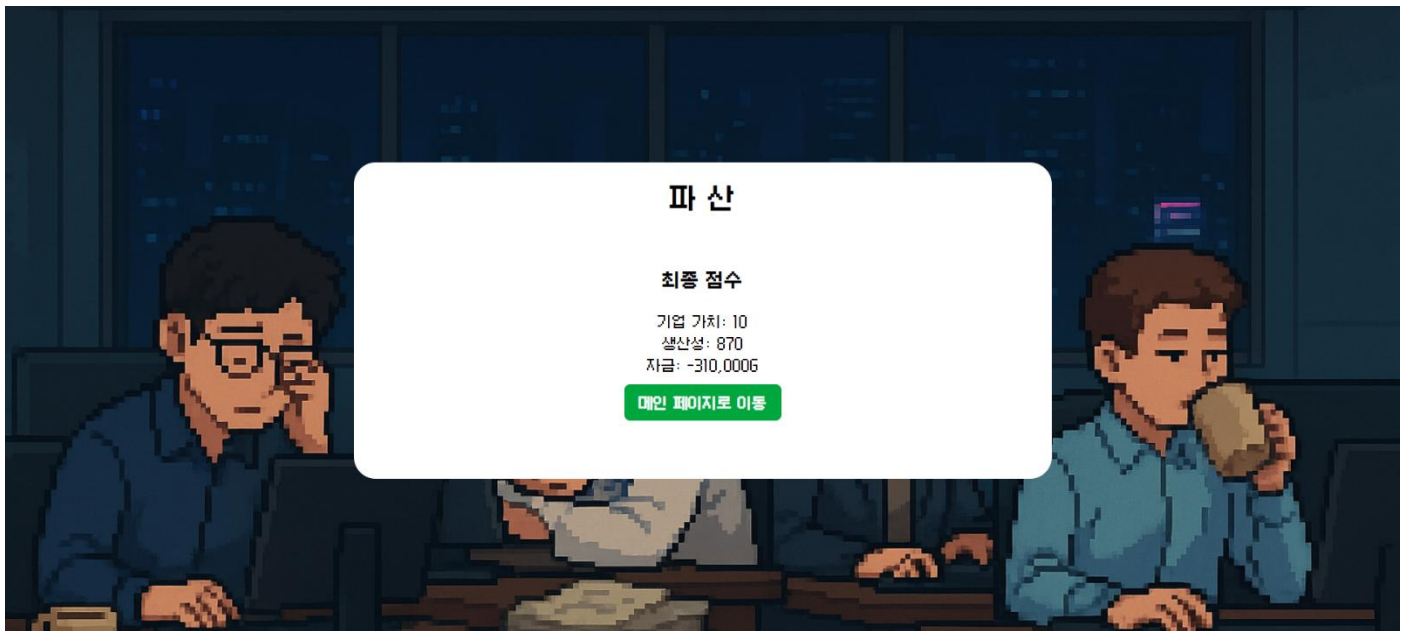 파 산
최종 점수
기업 가치: 10
생산성: 870
자금: -310,000G
메인 페이지로 이동